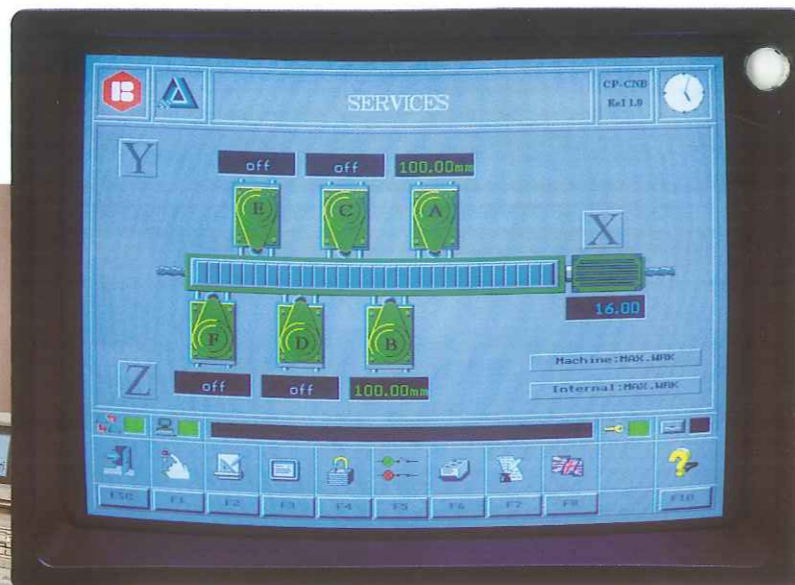 SERVICES
CP-CNB
Rel 1.0
Y
off
off
100.00mm
E
C
A
X
16.00
F
D
B
Z
off
off
100.00mm
Machine:MAX.WAK
Internal:MAX.WAK
ESC
F1
F2
F3
F4
F5
F6
F7
F8
F10